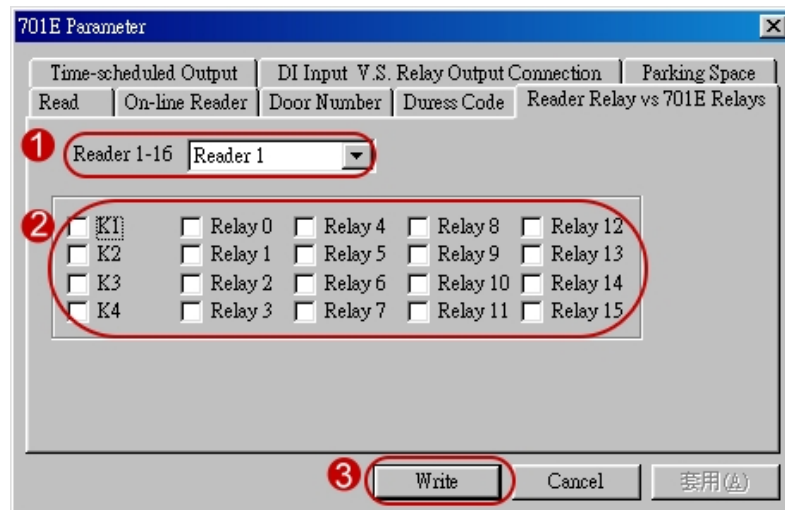 701E Parameter
Time-scheduled Output DI Input V.S. Relay Output Connection Parking Space
Read On-line Reader Door Number Duress Code Reader Relay vs 701E Relays
1 Reader 1-16 Reader 1
2 K1 Relay 0 Relay 4 Relay 8 Relay 12
K2 Relay 1 Relay 5 Relay 9 Relay 13
K3 Relay 2 Relay 6 Relay 10 Relay 14
K4 Relay 3 Relay 7 Relay 11 Relay 15
3 Write Cancel 套用(A)